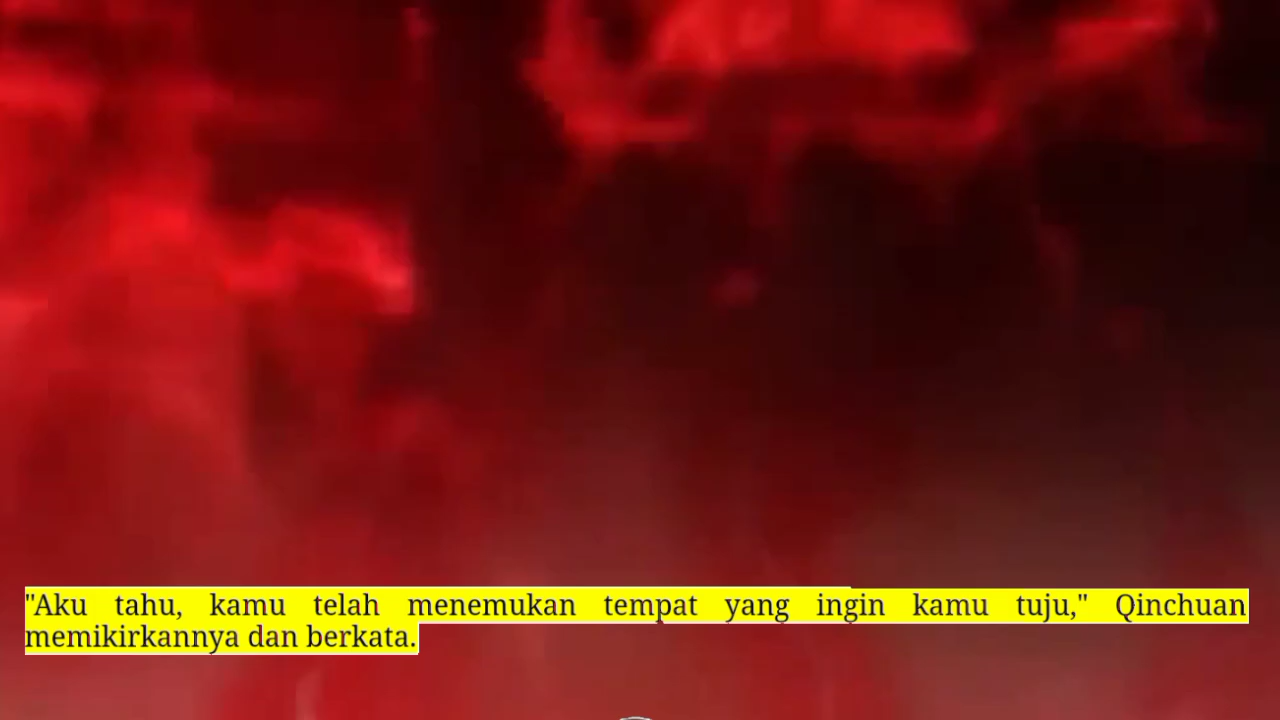 "Aku tahu, kamu telah menemukan tempat yang ingin kamu tuju," Qinchuan
memikirkannya dan berkata.